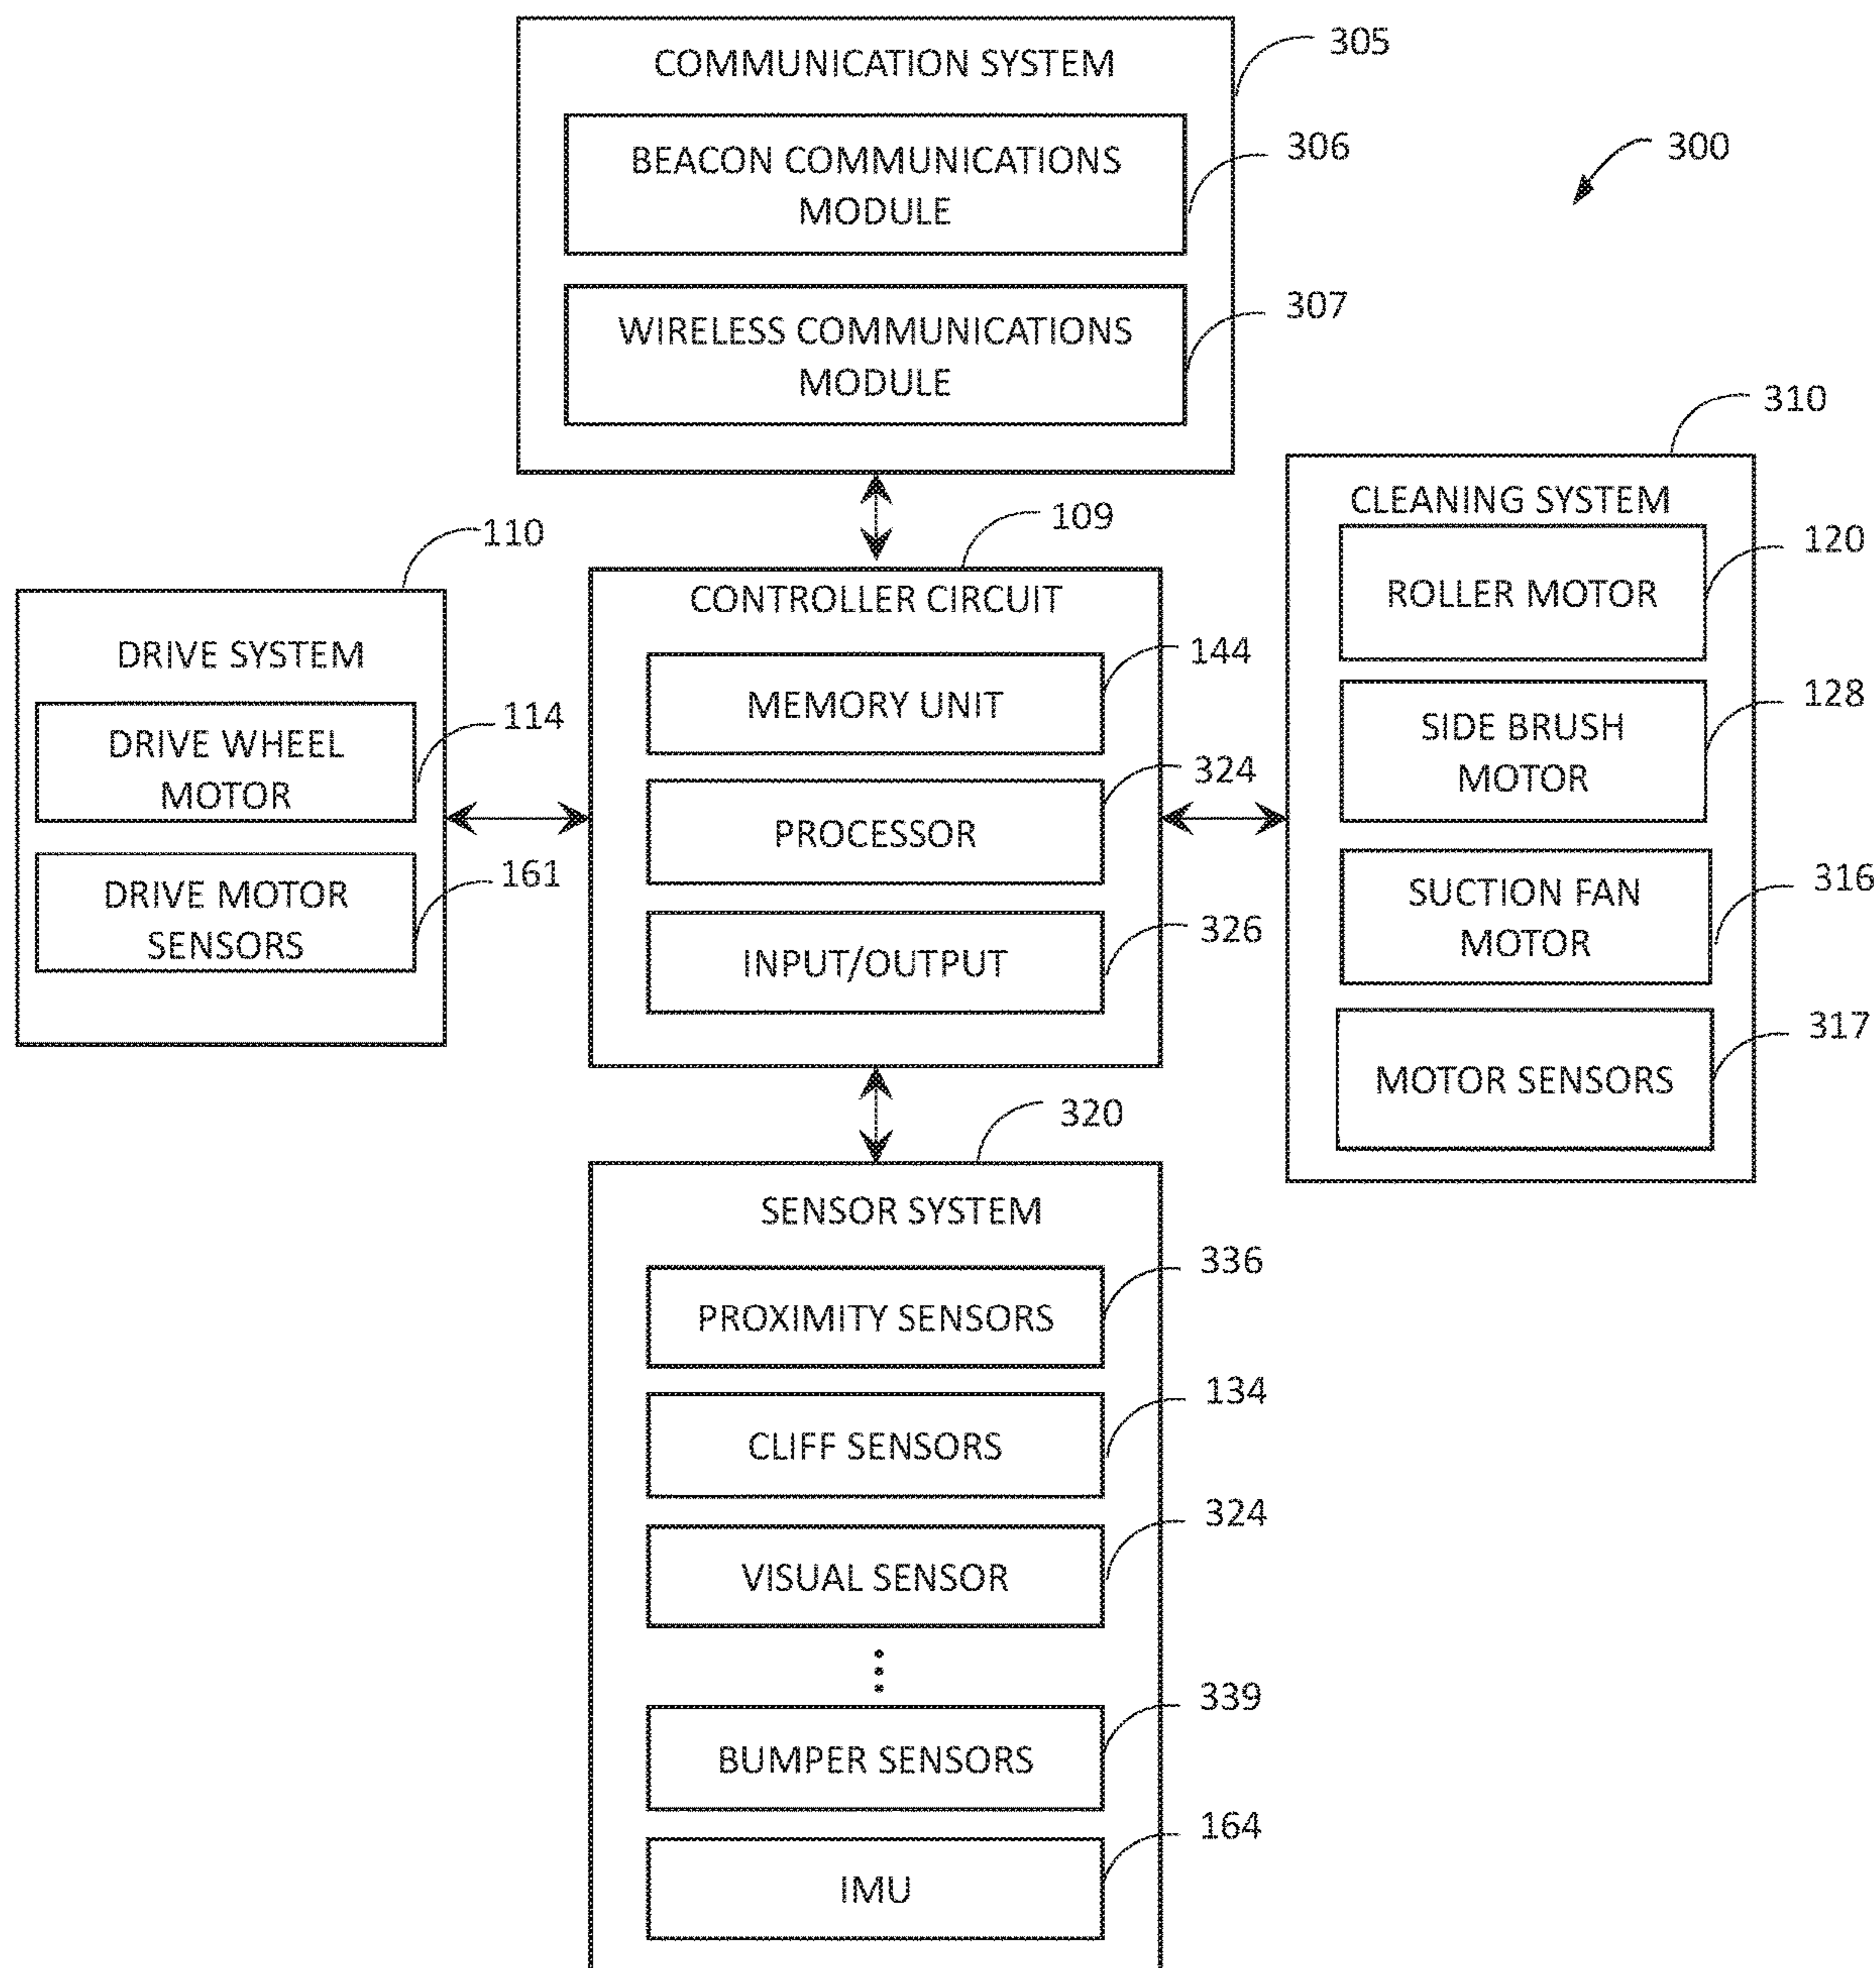 COMMUNICATION SYSTEM
305
BEACON COMMUNICATIONS
MODULE
306
300
WIRELESS COMMUNICATIONS
MODULE
307
310
CLEANING SYSTEM
ROLLER MOTOR
120
SIDE BRUSH
MOTOR
128
SUCTION FAN
MOTOR
316
MOTOR SENSORS
317
110
DRIVE SYSTEM
DRIVE WHEEL
MOTOR
114
DRIVE MOTOR
SENSORS
161
109
CONTROLLER CIRCUIT
MEMORY UNIT
144
PROCESSOR
324
INPUT/OUTPUT
326
320
SENSOR SYSTEM
PROXIMITY SENSORS
336
CLIFF SENSORS
134
VISUAL SENSOR
324
BUMPER SENSORS
339
IMU
164